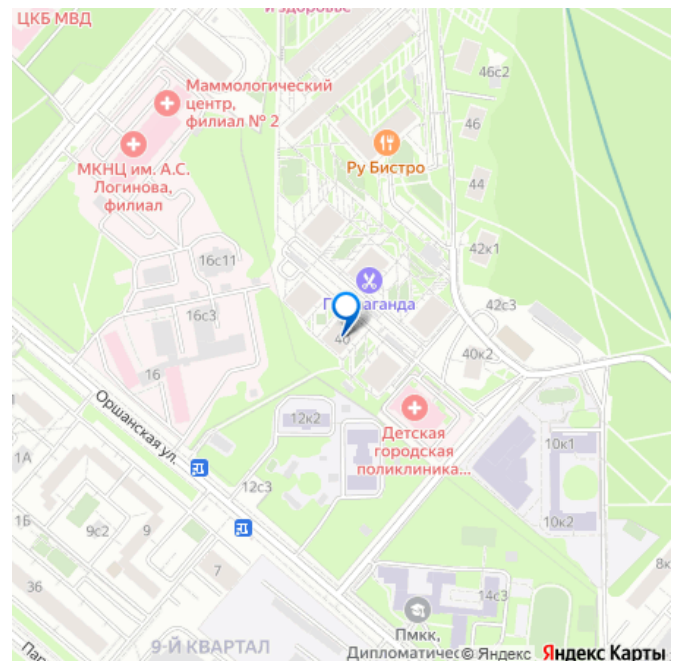 ЦКБ МВД
и здоровье
46с2
Маммологический
центр,
филиал № 2
46
Ру Бистро
МКНЦ им. А.С.
Логинова,
филиал
44
42к1
16с11
42с3
16с3
40
40к2
16
Оршанская ул.
12к2
Детская
городская
поликлиника...
10к1
1А
12с3
1Б
9с2
9
10к2
7
8к
36
14с3
Пмкк,
Дипломатичес
9-Й КВАРТАЛ
Пар
© Яндекс
Яндекс Карты